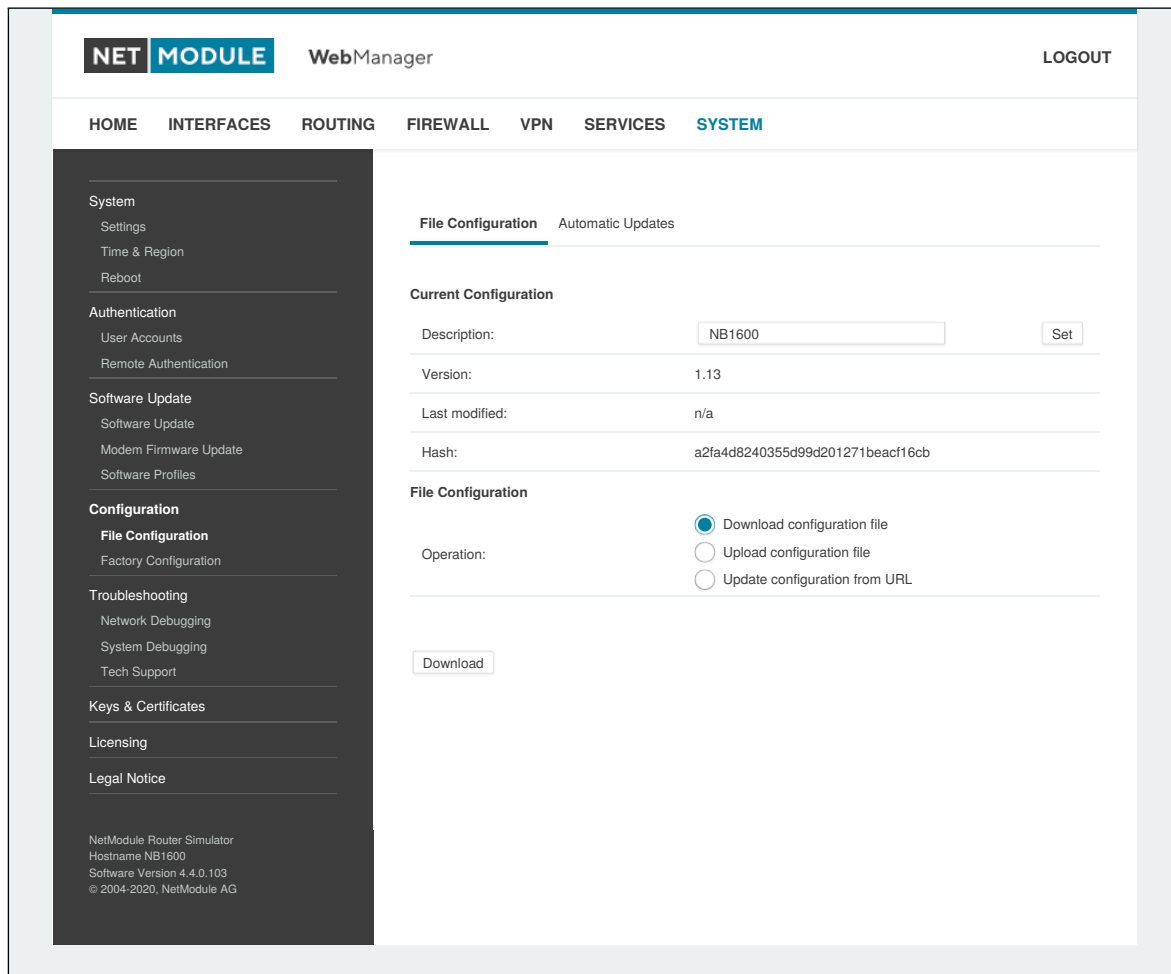 NET MODULE WebManager LOGOUT
HOME INTERFACES ROUTING FIREWALL VPN SERVICES SYSTEM
System
Settings
Time & Region
Reboot
Authentication
User Accounts
Remote Authentication
Software Update
Software Update
Modem Firmware Update
Software Profiles
Configuration
File Configuration
Factory Configuration
Troubleshooting
Network Debugging
System Debugging
Tech Support
Keys & Certificates
Licensing
Legal Notice
NetModule Router Simulator
Hostname NB1600
Software Version 4.4.0.103
© 2004-2020, NetModule AG
File Configuration Automatic Updates
Current Configuration
Description: NB1600 Set
Version: 1.13
Last modified: n/a
Hash: a2fa4d8240355d99d201271beacf16cb
File Configuration
Operation:
Download configuration file
Upload configuration file
Update configuration from URL
Download